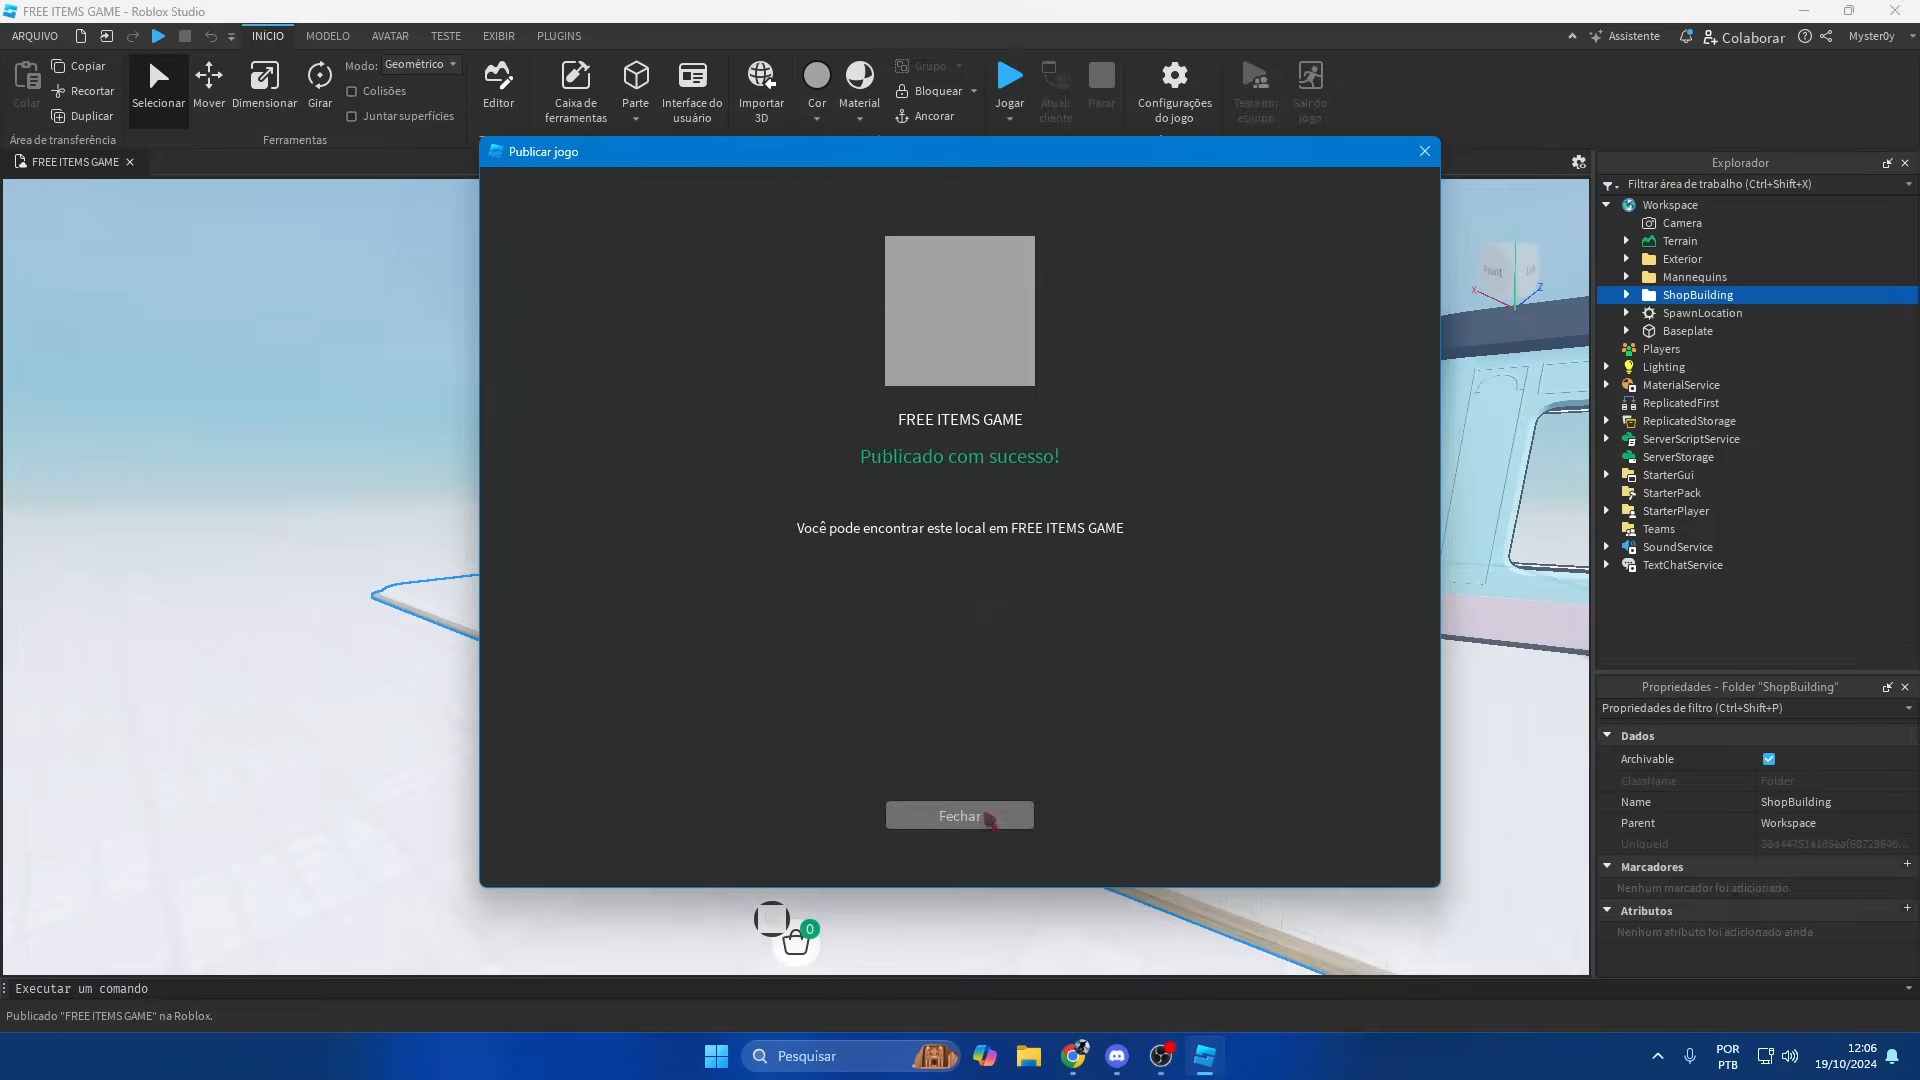 FREE ITEMS GAME - Roblox Studio
ARQUIVO
INÍCIO
MODELO
AVATAR
TESTE
EXIBIR
PLUGINS
Assistente
Colaborar
Myster0y
Colar
Copiar
Recortar
Duplicar
Área de transferência
Selecionar
Mover
Dimensionar
Girar
Modo: Geométrico
Colisões
Juntar superfícies
Ferramentas
Editor
Caixa de ferramentas
Parte
Interface do usuário
Importar 3D
Cor
Material
Grupo
Bloquear
Ancorar
Jogar
Atualiz cliente
Parar
Configurações do jogo
Sair do jogo
FREE ITEMS GAME
Publicar jogo
FREE ITEMS GAME
Publicado com sucesso!
Você pode encontrar este local em FREE ITEMS GAME
Fechar
Front
X
Z
0
Explorador
Filtrar área de trabalho (Ctrl+Shift+X)
Workspace
Camera
Terrain
Exterior
Mannequins
ShopBuilding
SpawnLocation
Baseplate
Players
Lighting
MaterialService
ReplicatedFirst
ReplicatedStorage
ServerScriptService
ServerStorage
StarterGui
StarterPack
StarterPlayer
Teams
SoundService
TextChatService
Propriedades - Folder "ShopBuilding"
Propriedades de filtro (Ctrl+Shift+P)
Dados
Archivable
ClassName Folder
Name ShopBuilding
Parent Workspace
UniqueId
Marcadores
Nenhum marcador foi adicionado
Atributos
Nenhum atributo foi adicionado ainda
Executar um comando
Publicado "FREE ITEMS GAME" na Roblox.
Pesquisar
POR
PTB
12:06
19/10/2024